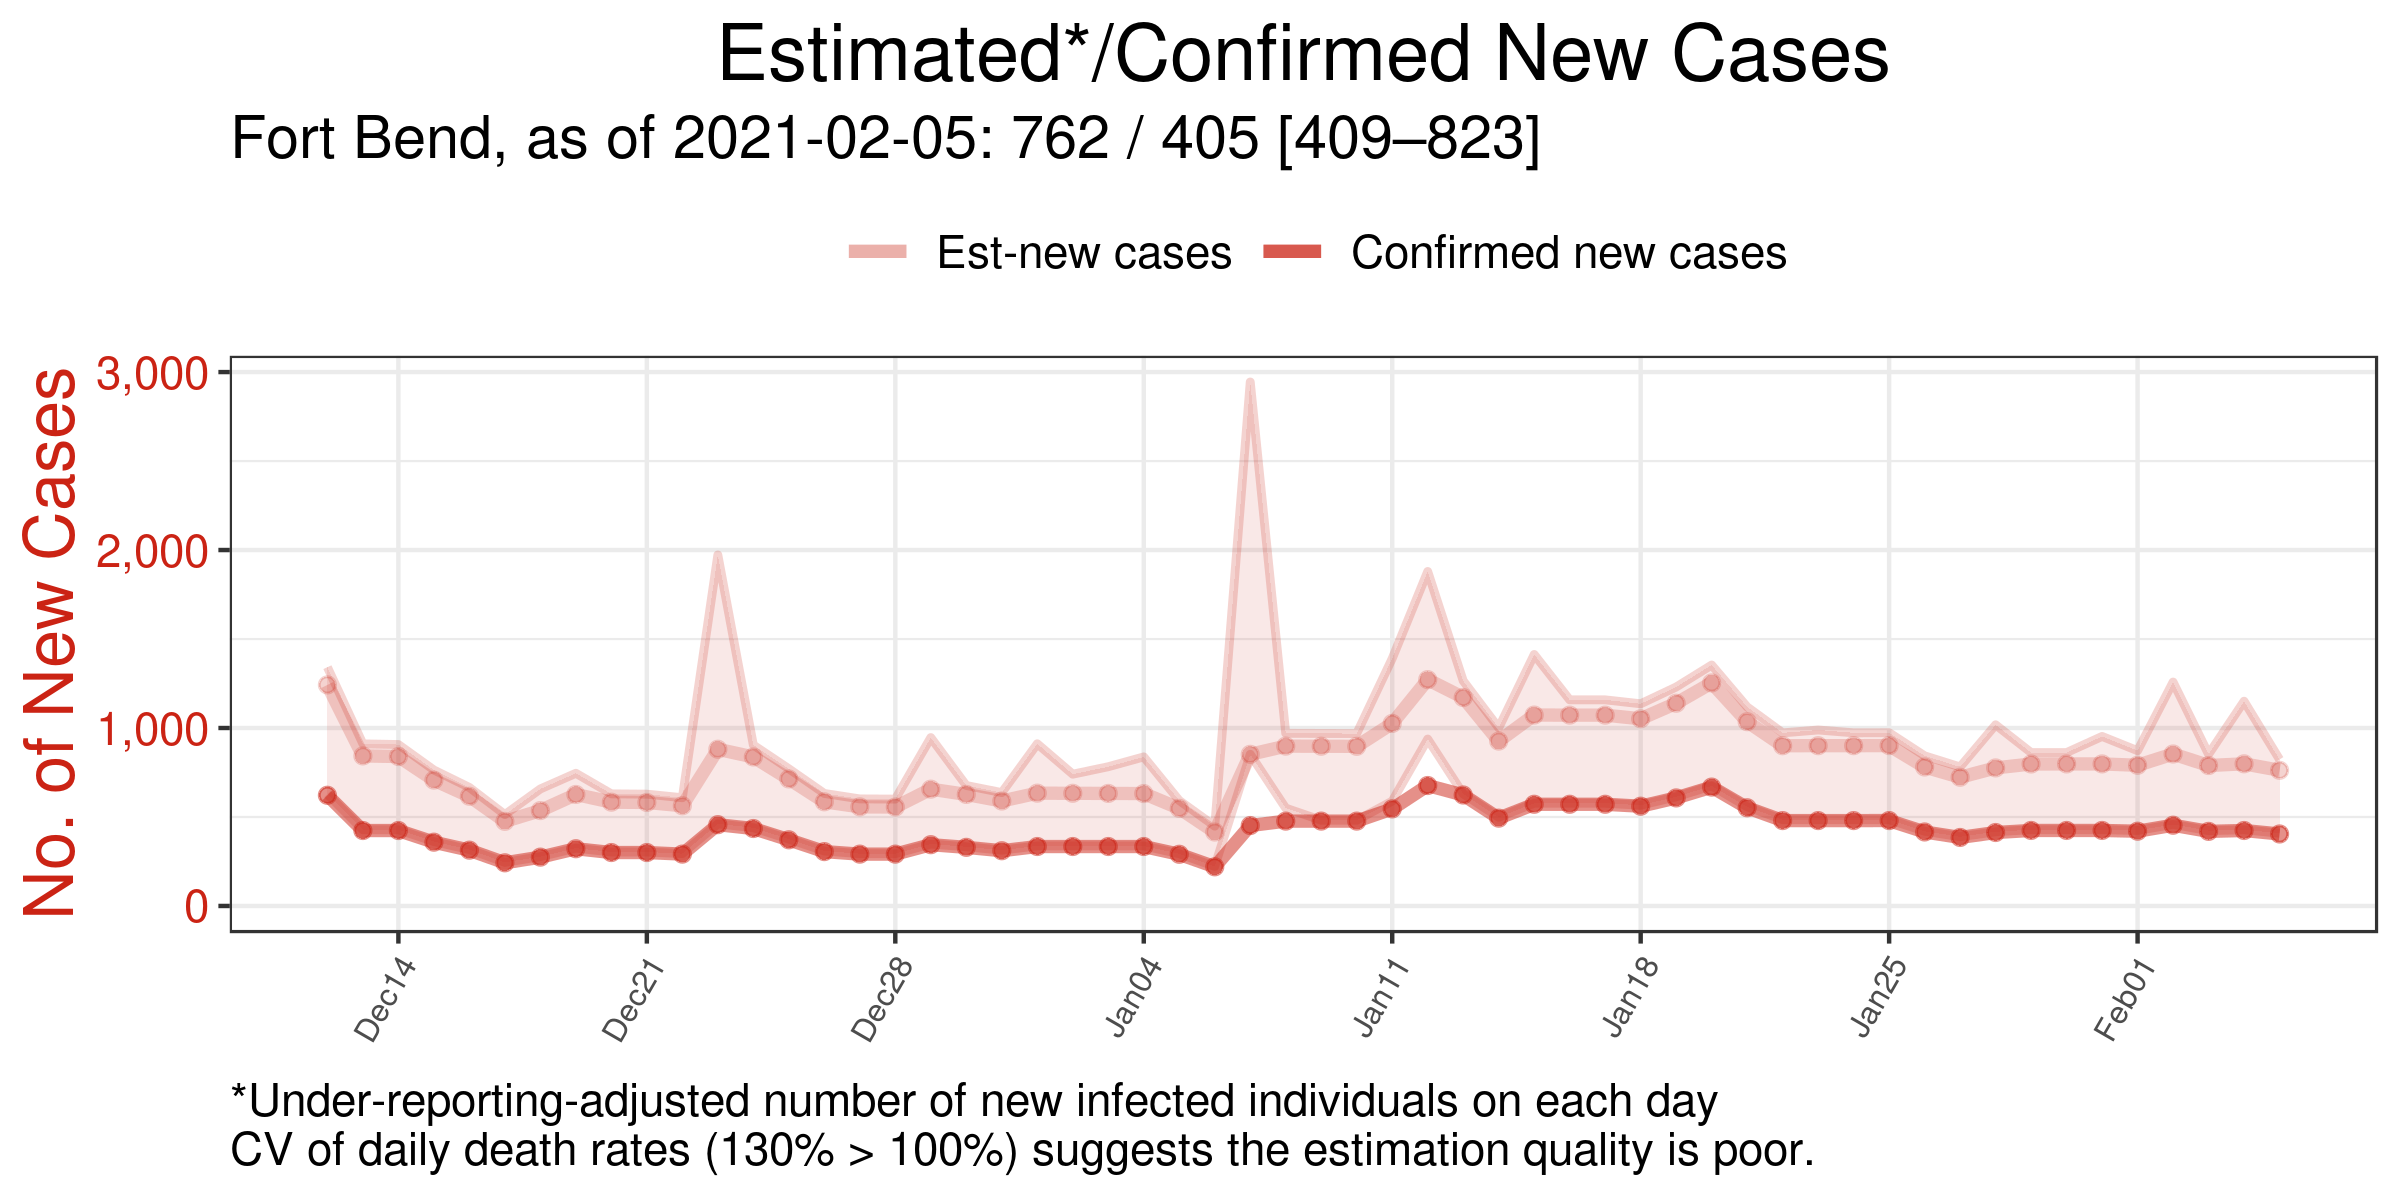 Estimated*/Confirmed New Cases
Fort Bend, as of 2021-02-05: 762 / 405 [409–823]
Est-new cases
Confirmed new cases
No. of New Cases
3,000
2,000
1,000
0
Dec14
Dec21
Dec28
Jan04
Jan11
Jan18
Jan25
Feb01
*Under-reporting-adjusted number of new infected individuals on each day
CV of daily death rates (130% > 100%) suggests the estimation quality is poor.